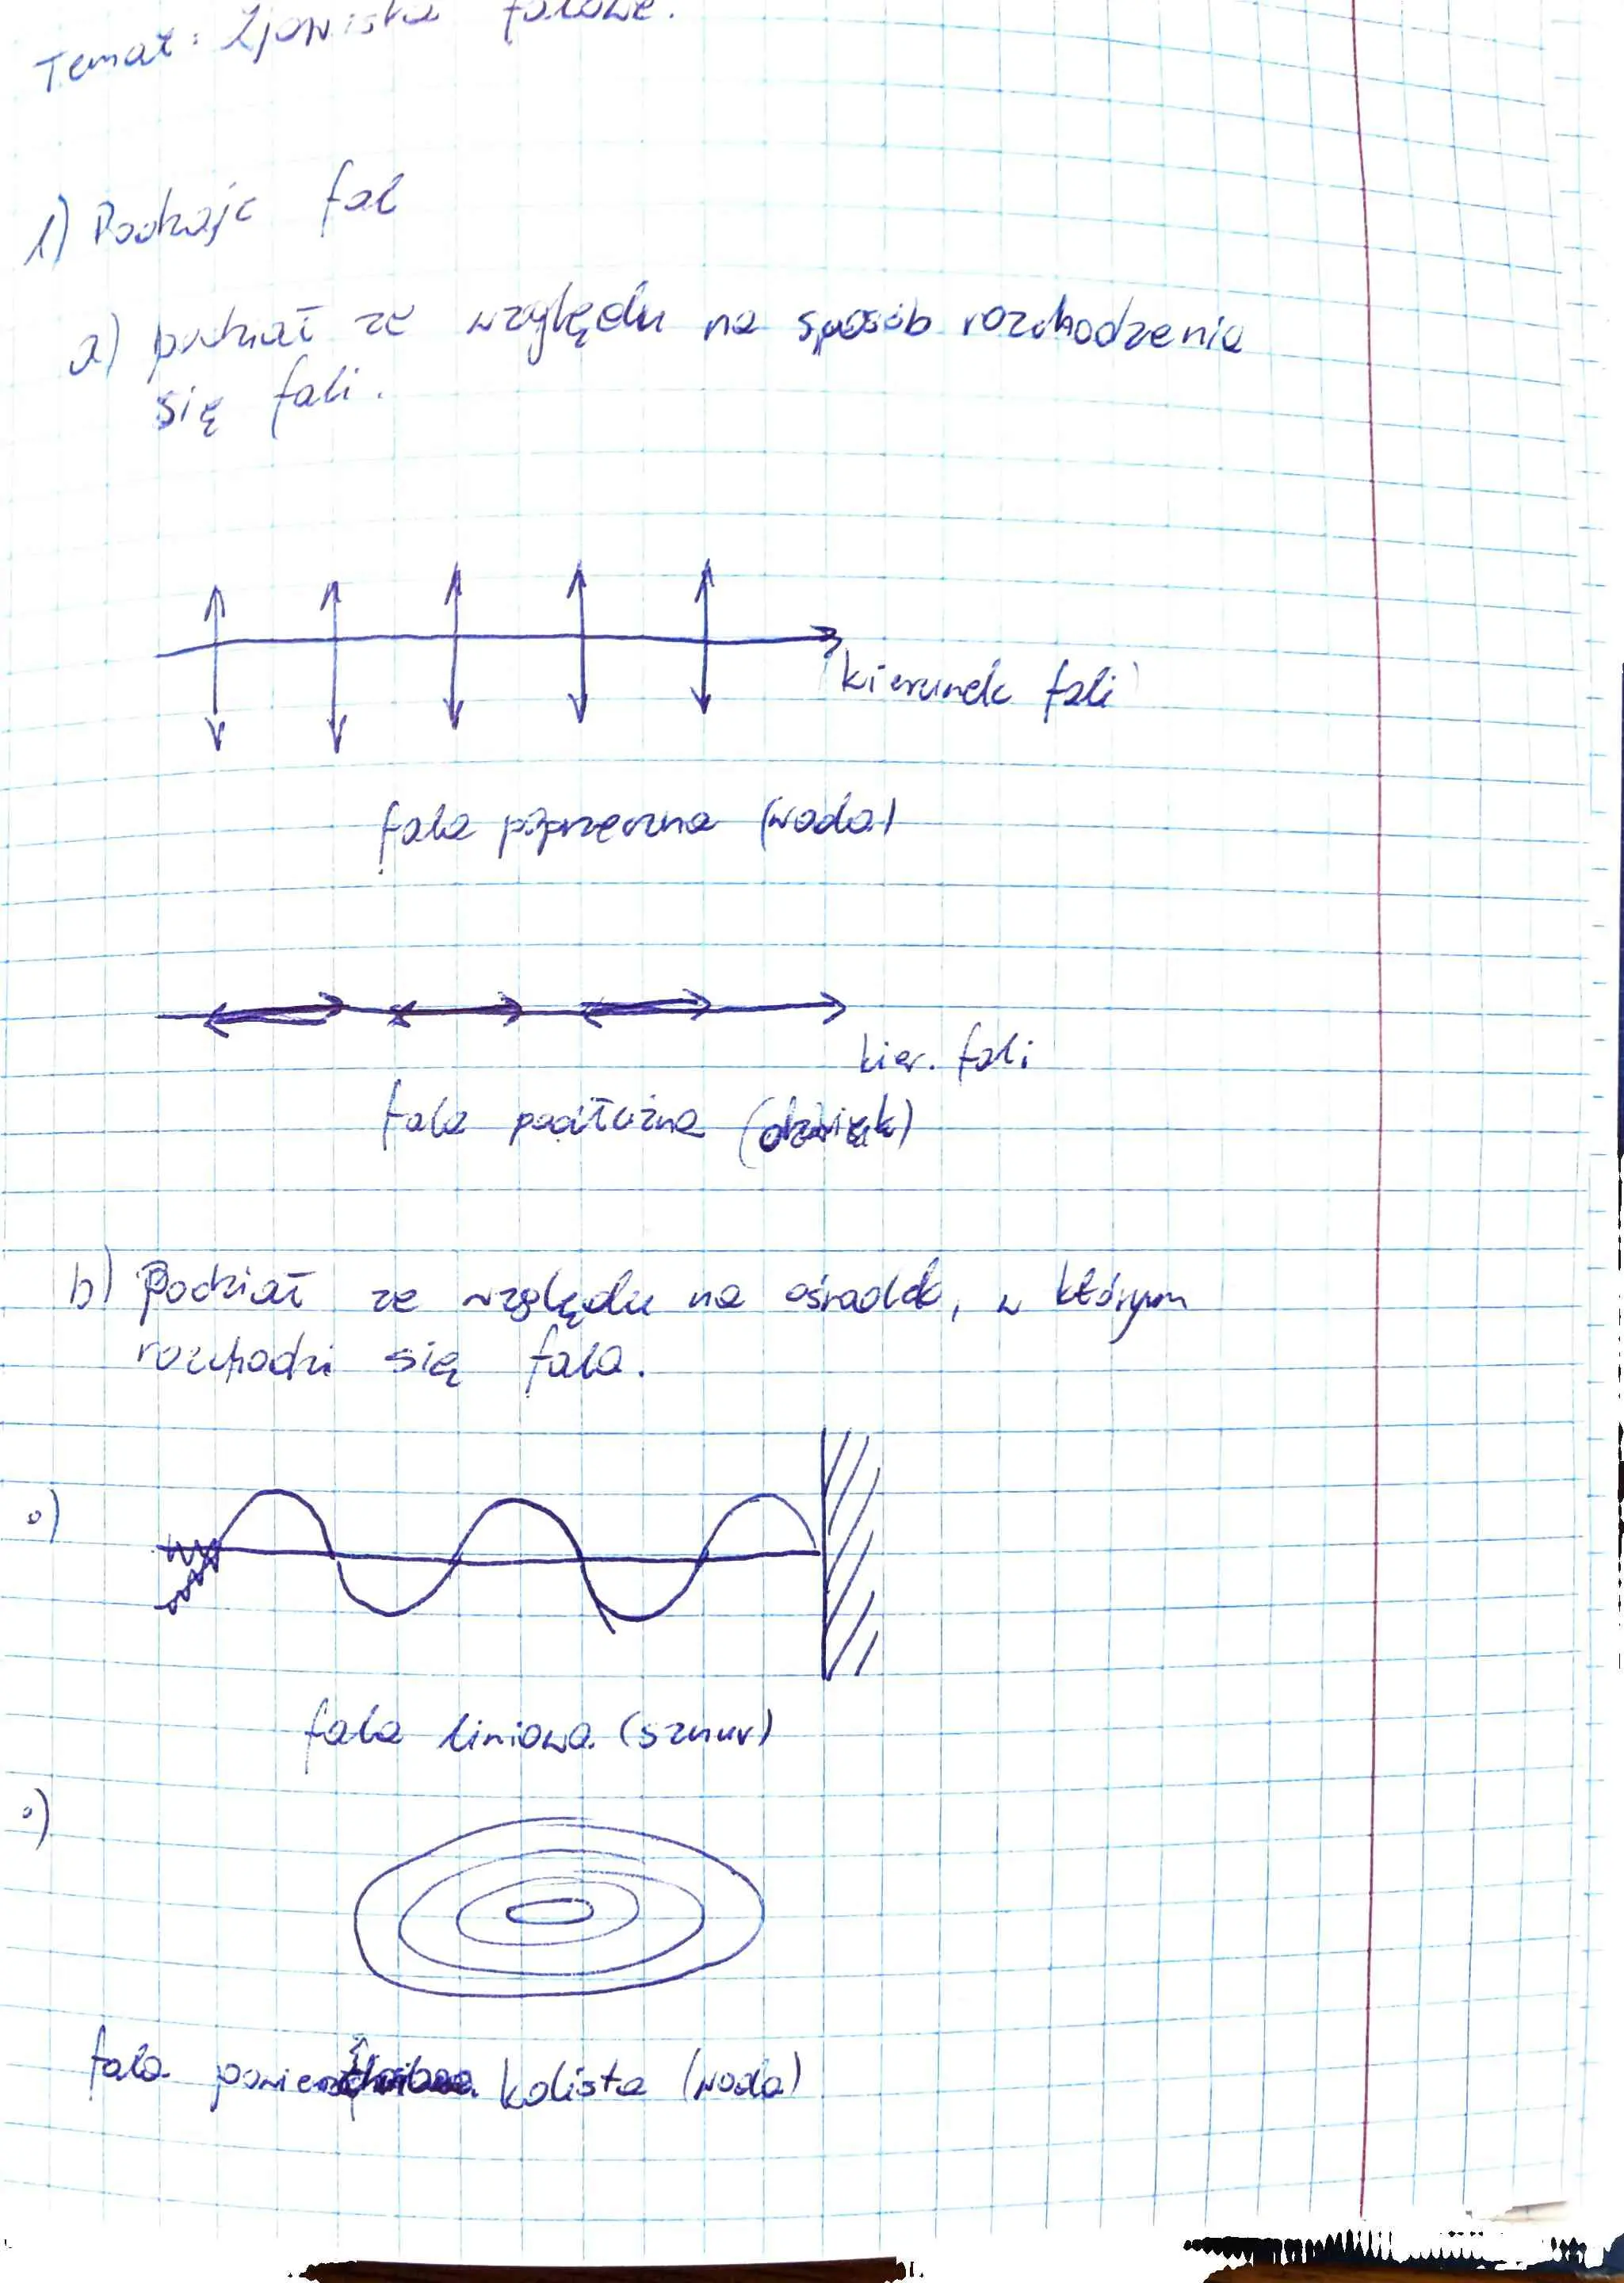 Temat: Zjawiska falowe.
1) Rodzaje fal
a) podział ze względu na sposób rozchodzenia
się fali.
kierunek fali
fala poprzeczna (woda)
kier. fali
fala podłużna (dźwięk)
b) Podział ze względu na ośrodek, w którym
rozchodzi się fala.
°)
fala liniowa (sznur)
°)
fala kolista (woda)